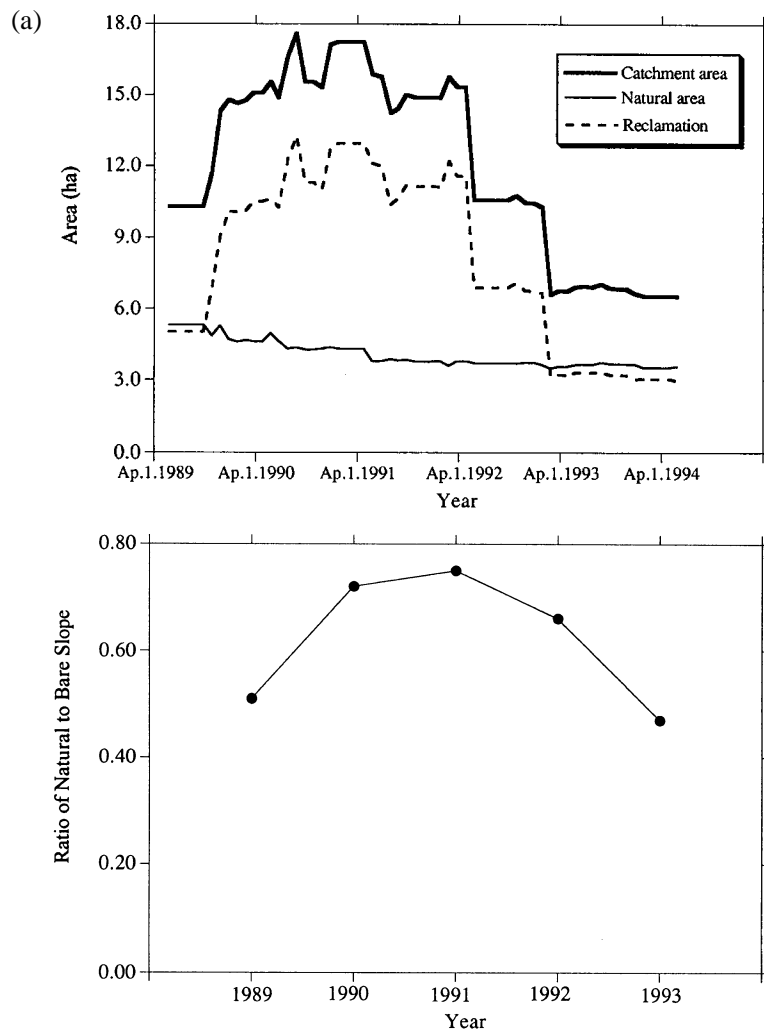 (a)
18.0
15.0
12.0
9.0
6.0
3.0
0.0
Area (ha)
Catchment area
Natural area
Reclamation
Ap.1.1989 Ap.1.1990 Ap.1.1991 Ap.1.1992 Ap.1.1993 Ap.1.1994
Year
0.80
0.60
0.40
0.20
0.00
Ratio of Natural to Bare Slope
1989 1990 1991 1992 1993
Year